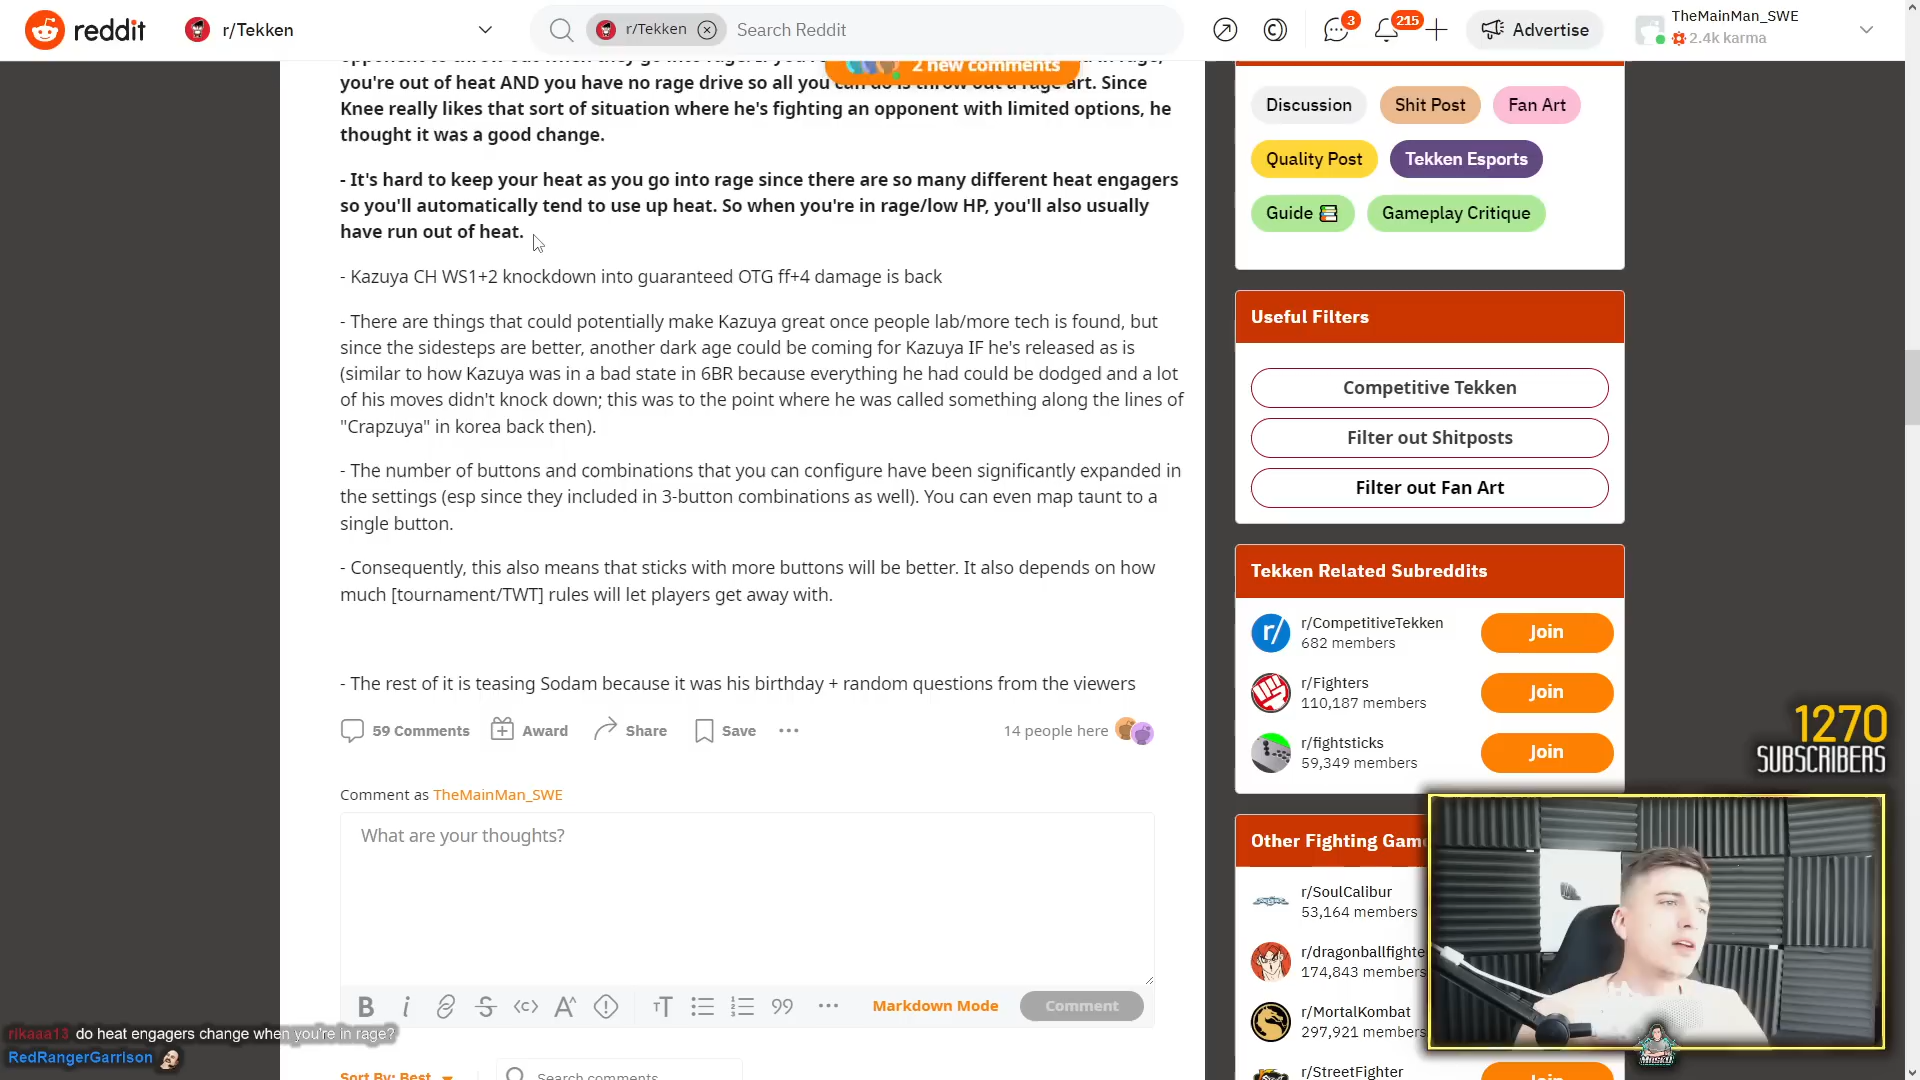 reddit
r/Tekken
r/Tekken
Search Reddit
3
215
Advertise
TheMainMan_SWE
2.4k karma
2 new comments
you're out of heat AND you have no rage drive so all you can do is throw out a rage art. Since
Knee really likes that sort of situation where he's fighting an opponent with limited options, he
thought it was a good change.
- It's hard to keep your heat as you go into rage since there are so many different heat engagers
so you'll automatically tend to use up heat. So when you're in rage/low HP, you'll also usually
have run out of heat.
- Kazuya CH WS1+2 knockdown into guaranteed OTG ff+4 damage is back
- There are things that could potentially make Kazuya great once people lab/more tech is found, but
since the sidesteps are better, another dark age could be coming for Kazuya IF he's released as is
(similar to how Kazuya was in a bad state in 6BR because everything he had could be dodged and a lot
of his moves didn't knock down; this was to the point where he was called something along the lines of
"Crapzuya" in korea back then).
- The number of buttons and combinations that you can configure have been significantly expanded in
the settings (esp since they included in 3-button combinations as well). You can even map taunt to a
single button.
- Consequently, this also means that sticks with more buttons will be better. It also depends on how
much [tournament/TWT] rules will let players get away with.
- The rest of it is teasing Sodam because it was his birthday + random questions from the viewers
59 Comments
Award
Share
Save
14 people here
Comment as TheMainMan_SWE
What are your thoughts?
Markdown Mode
Comment
Sort By: Best
Search comments
rikaaa13 do heat engagers change when you're in rage?
RedRangerGarrison
Discussion
Shit Post
Fan Art
Quality Post
Tekken Esports
Guide
Gameplay Critique
Useful Filters
Competitive Tekken
Filter out Shitposts
Filter out Fan Art
Tekken Related Subreddits
r/CompetitiveTekken
682 members
Join
r/Fighters
110,187 members
Join
r/fightsticks
59,349 members
Join
Other Fighting Gam
r/SoulCalibur
53,164 members
r/dragonballfighte
174,843 members
r/MortalKombat
297,921 members
r/StreetFighter
Join
1270
SUBSCRIBERS